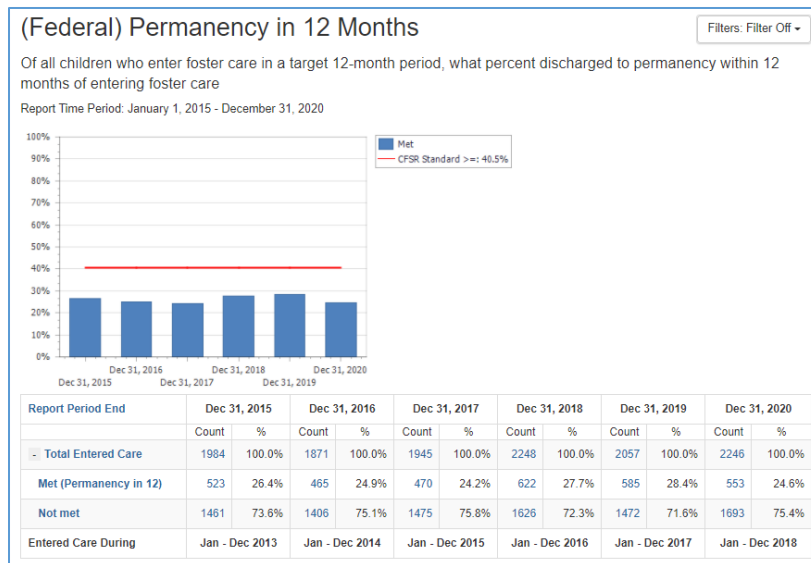 (Federal) Permanency in 12 Months
Filters: Filter Off
Of all children who enter foster care in a target 12-month period, what percent discharged to permanency within 12
months of entering foster care
Report Time Period: January 1, 2015 - December 31, 2020
100%
90%
80%
70%
60%
50%
40%
30%
20%
10%
0%
Met
CFSR Standard >=: 40.5%
Dec 31, 2016 Dec 31, 2018 Dec 31, 2020
Dec 31, 2015 Dec 31, 2017 Dec 31, 2019
Report Period End Dec 31, 2015 Dec 31, 2016 Dec 31, 2017 Dec 31, 2018 Dec 31, 2019 Dec 31, 2020
Count % Count % Count % Count % Count % Count %
- Total Entered Care 1984 100.0% 1871 100.0% 1945 100.0% 2248 100.0% 2057 100.0% 2246 100.0%
Met (Permanency in 12) 523 26.4% 465 24.9% 470 24.2% 622 27.7% 585 28.4% 553 24.6%
Not met 1461 73.6% 1406 75.1% 1475 75.8% 1626 72.3% 1472 71.6% 1693 75.4%
Entered Care During Jan - Dec 2013 Jan - Dec 2014 Jan - Dec 2015 Jan - Dec 2016 Jan - Dec 2017 Jan - Dec 2018